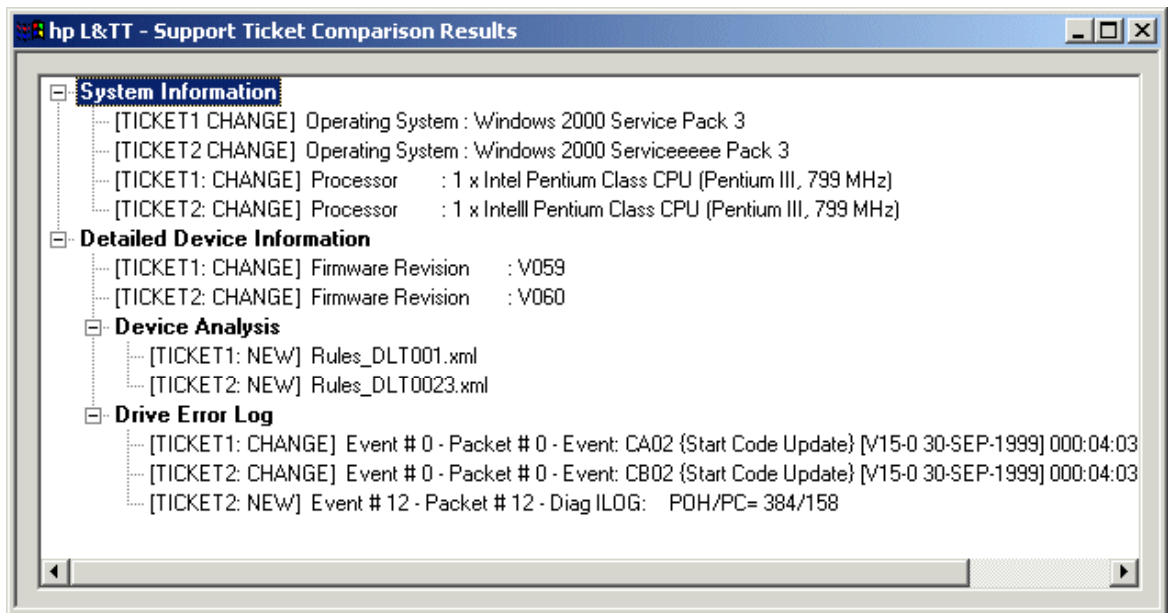 hp L&TT - Support Ticket Comparison Results
System Information
[TICKET1 CHANGE] Operating System : Windows 2000 Service Pack 3
[TICKET2 CHANGE] Operating System : Windows 2000 Serviceeeee Pack 3
[TICKET1: CHANGE] Processor : 1 x Intel Pentium Class CPU (Pentium III, 799 MHz)
[TICKET2: CHANGE] Processor : 1 x Intelll Pentium Class CPU (Pentium III, 799 MHz)
Detailed Device Information
[TICKET1: CHANGE] Firmware Revision : V059
[TICKET2: CHANGE] Firmware Revision : V060
Device Analysis
[TICKET1: NEW] Rules_DLT001.xml
[TICKET2: NEW] Rules_DLT0023.xml
Drive Error Log
[TICKET1: CHANGE] Event # 0 - Packet # 0 - Event: CA02 {Start Code Update} [V15-0 30-SEP-1999] 000:04:03
[TICKET2: CHANGE] Event # 0 - Packet # 0 - Event: CB02 {Start Code Update} [V15-0 30-SEP-1999] 000:04:03
[TICKET2: NEW] Event # 12 - Packet # 12 - Diag ILOG: POH/PC= 384/158